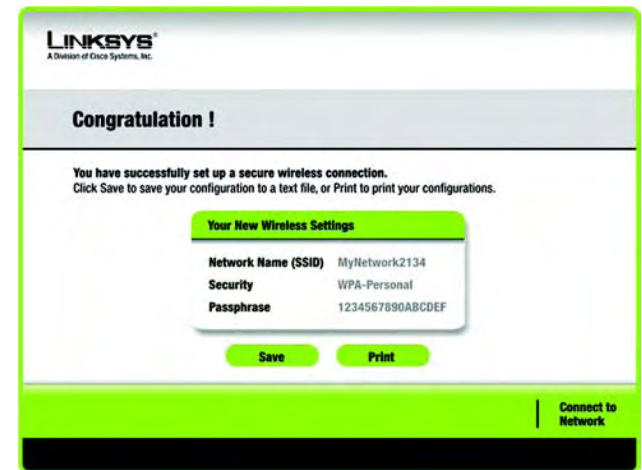 LINKSYS®
A Division of Cisco Systems, Inc.
Congratulation !
You have successfully set up a secure wireless connection.
Click Save to save your configuration to a text file, or Print to print your configurations.
Your New Wireless Settings
Network Name (SSID) MyNetwork2134
Security WPA-Personal
Passphrase 1234567890ABCDEF
Save Print
Connect to
Network